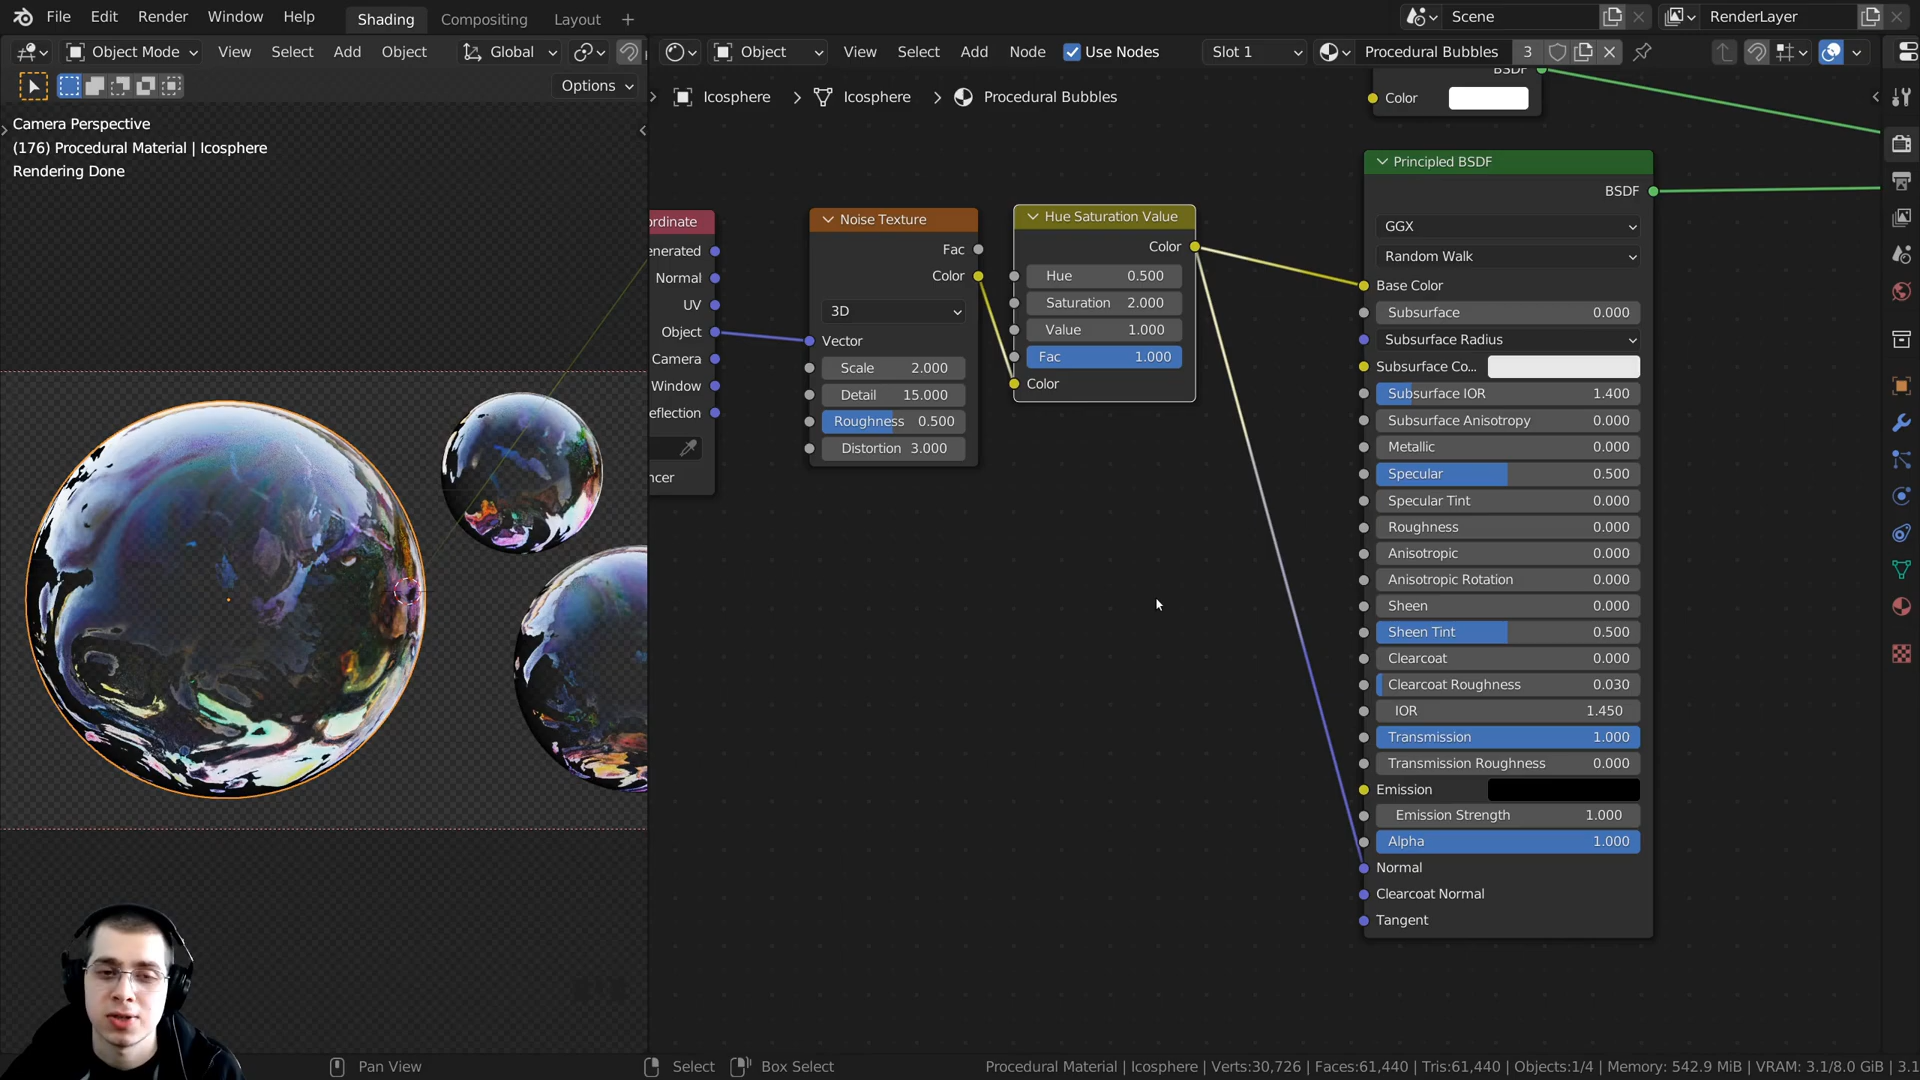 File Edit Render Window Help Shading Compositing Layout + Scene RenderLayer
Object Mode View Select Add Object Global Object View Select Add Node Use Nodes Slot 1 Procedural Bubbles 3
Options
Icosphere > Icosphere > Procedural Bubbles
Camera Perspective
(176) Procedural Material | Icosphere
Rendering Done
ordinate
enerated
Normal
UV
Object
Camera
Window
eflection
ncer
Noise Texture
Fac
Color
3D
Vector
Scale 2.000
Detail 15.000
Roughness 0.500
Distortion 3.000
Hue Saturation Value
Color
Hue 0.500
Saturation 2.000
Value 1.000
Fac 1.000
Color
BSDF
Color
Principled BSDF
BSDF
GGX
Random Walk
Base Color
Subsurface 0.000
Subsurface Radius
Subsurface Co...
Subsurface IOR 1.400
Subsurface Anisotropy 0.000
Metallic 0.000
Specular 0.500
Specular Tint 0.000
Roughness 0.000
Anisotropic 0.000
Anisotropic Rotation 0.000
Sheen 0.000
Sheen Tint 0.500
Clearcoat 0.000
Clearcoat Roughness 0.030
IOR 1.450
Transmission 1.000
Transmission Roughness 0.000
Emission
Emission Strength 1.000
Alpha 1.000
Normal
Clearcoat Normal
Tangent
Pan View Select Box Select Procedural Material | Icosphere | Verts:30,726 | Faces:61,440 | Tris:61,440 | Objects:1/4 | Memory: 542.9 MiB | VRAM: 3.1/8.0 GiB | 3.1